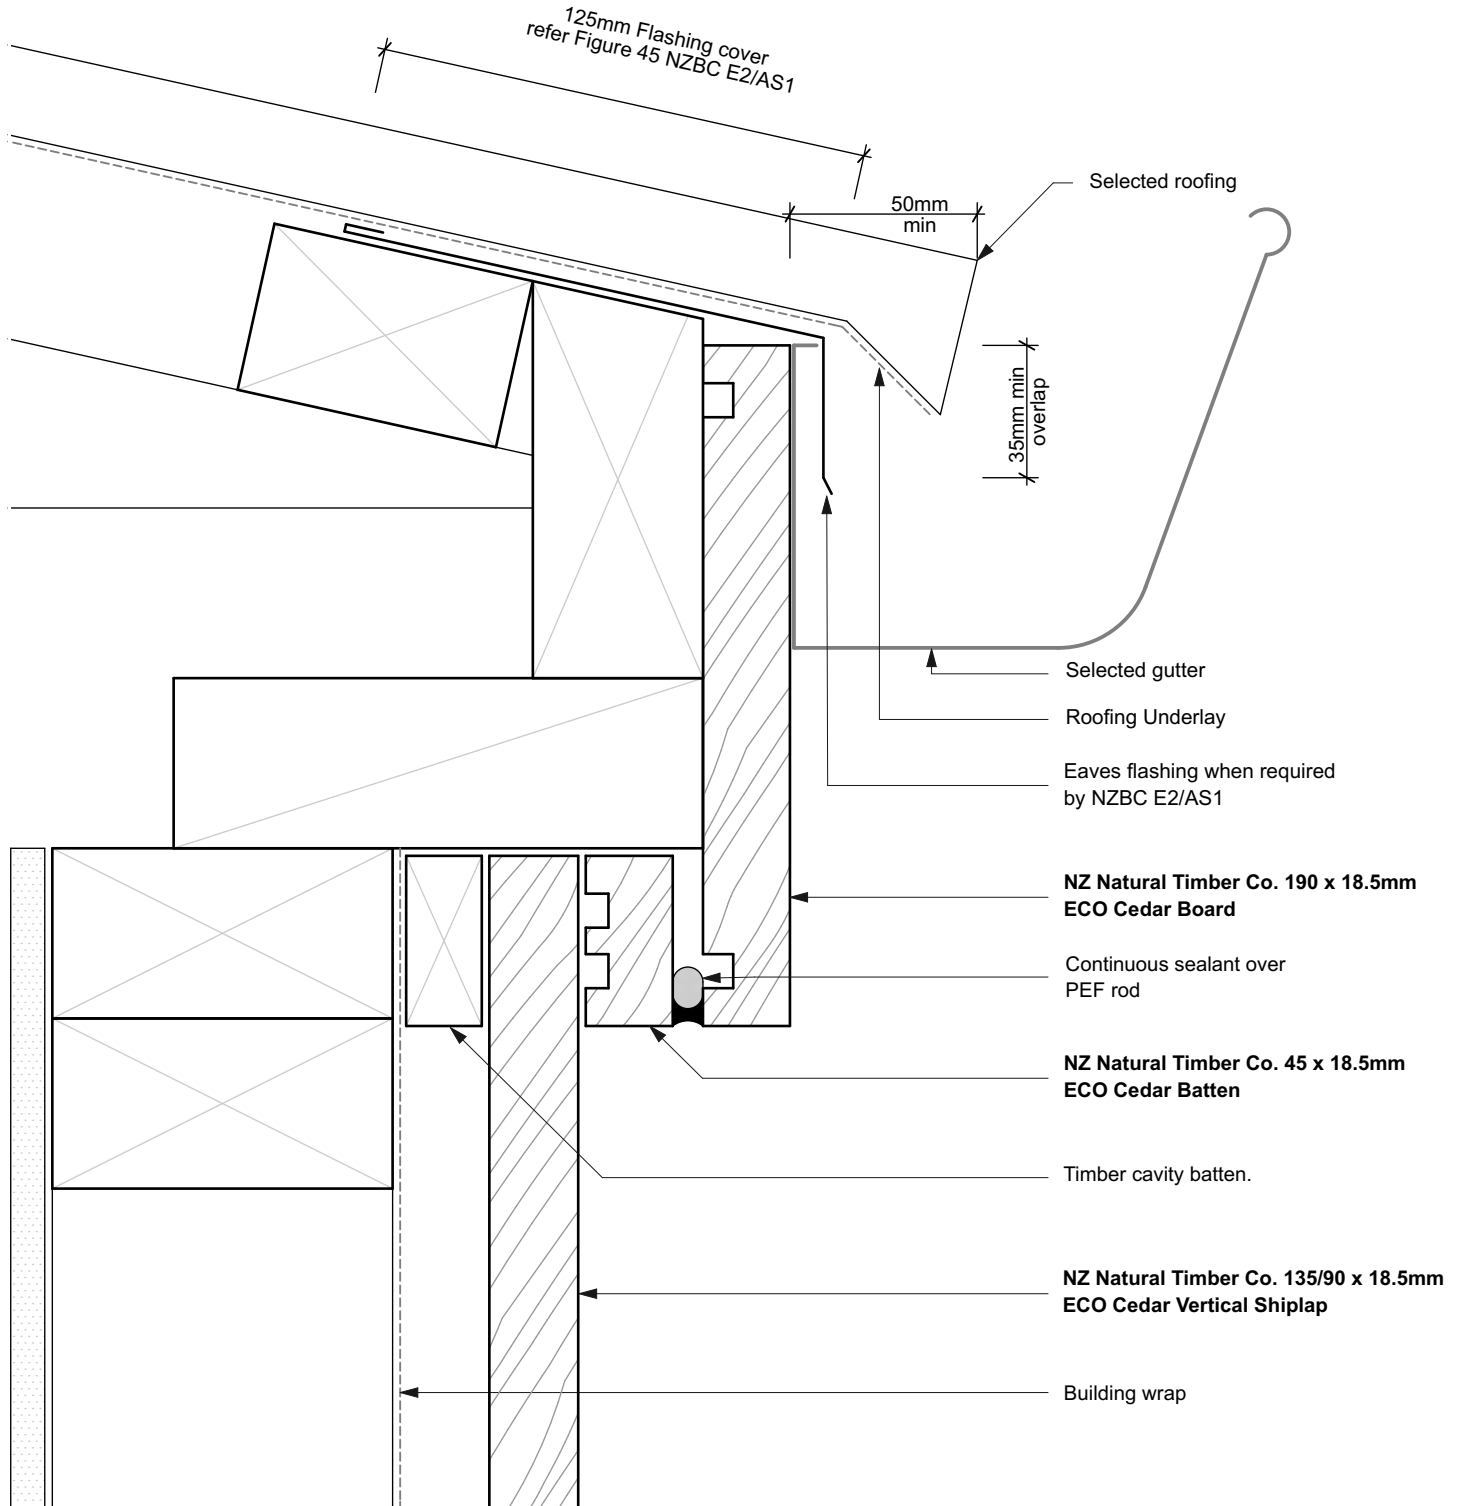 125mm Flashing cover
refer Figure 45 NZBC E2/AS1
Selected roofing
50mm
min
35mm min
overlap
Selected gutter
Roofing Underlay
Eaves flashing when required
by NZBC E2/AS1
NZ Natural Timber Co. 190 x 18.5mm
ECO Cedar Board
Continuous sealant over
PEF rod
NZ Natural Timber Co. 45 x 18.5mm
ECO Cedar Batten
Timber cavity batten.
NZ Natural Timber Co. 135/90 x 18.5mm
ECO Cedar Vertical Shiplap
Building wrap